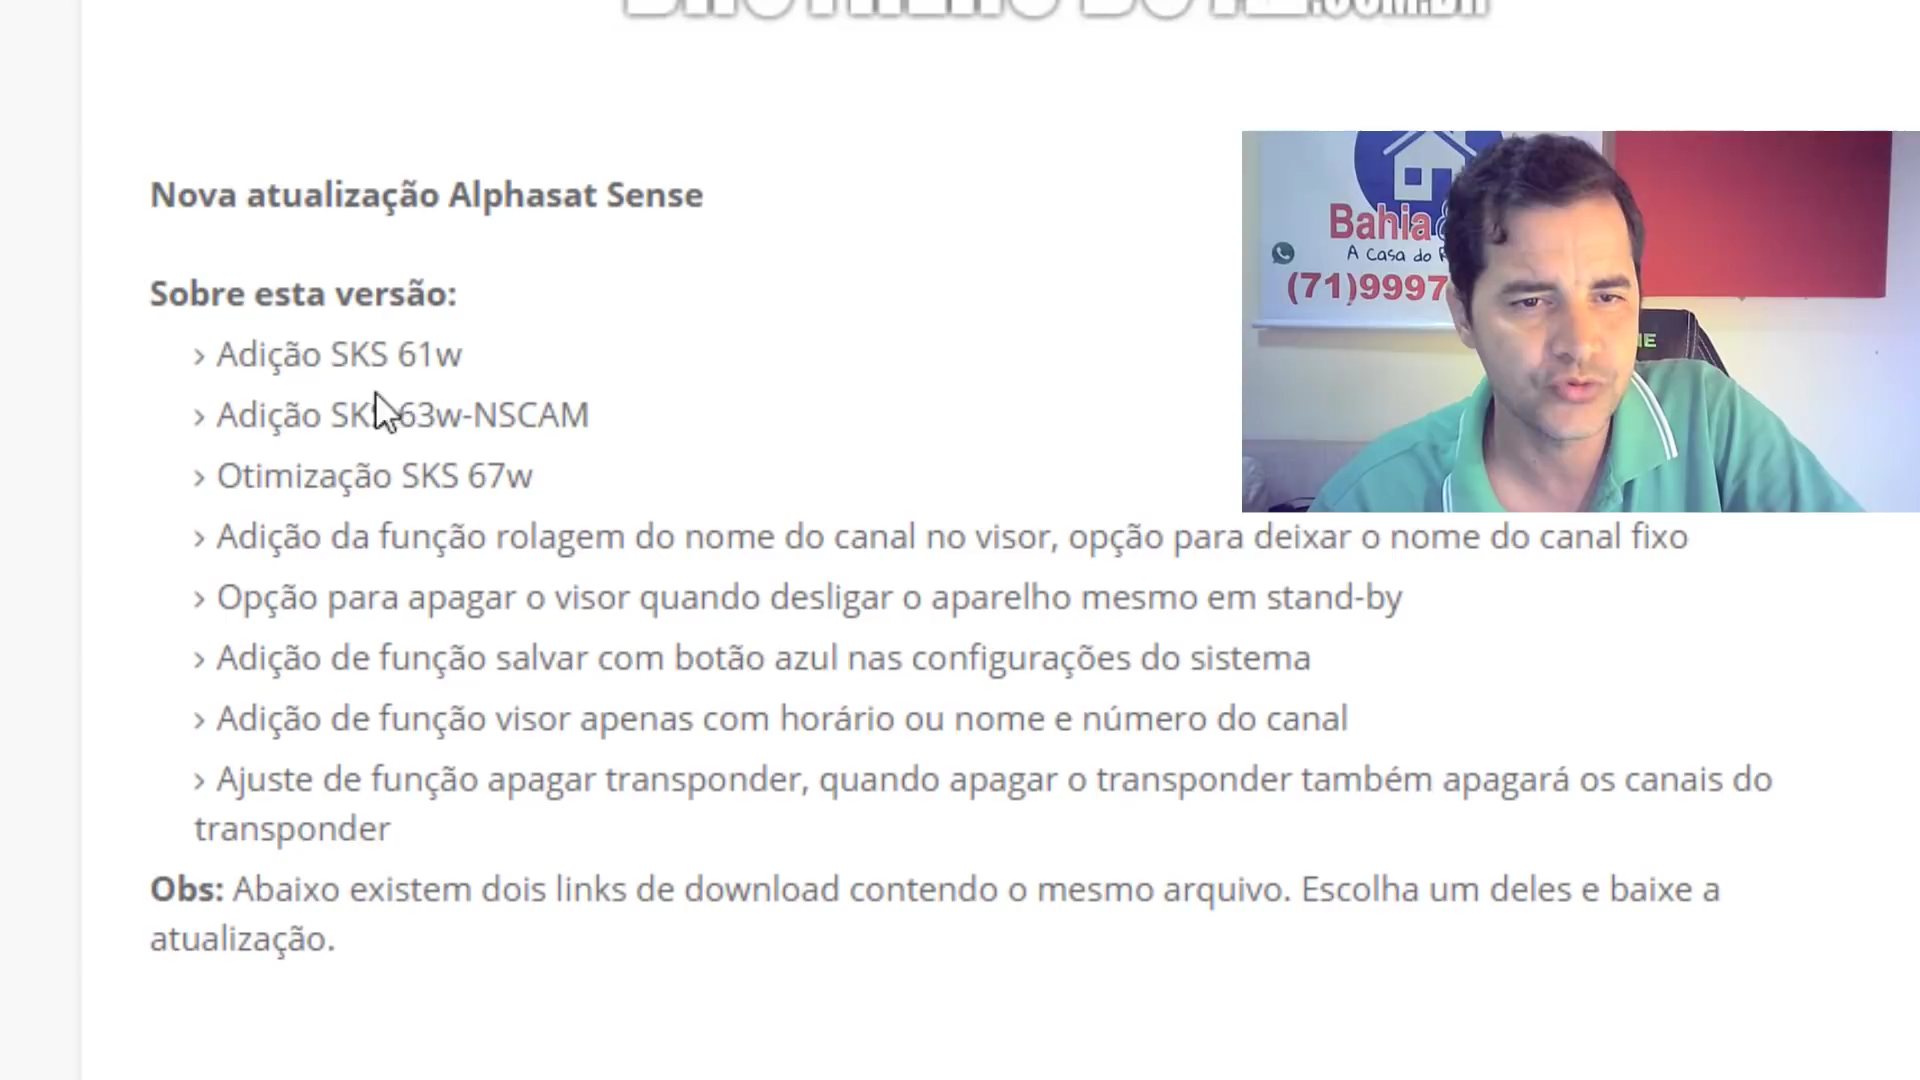 .COM.BR
Nova atualização Alphasat Sense
Sobre esta versão:
› Adição SKS 61w
› Adição SKS 63w-NSCAM
› Otimização SKS 67w
› Adição da função rolagem do nome do canal no visor, opção para deixar o nome do canal fixo
› Opção para apagar o visor quando desligar o aparelho mesmo em stand-by
› Adição de função salvar com botão azul nas configurações do sistema
› Adição de função visor apenas com horário ou nome e número do canal
› Ajuste de função apagar transponder, quando apagar o transponder também apagará os canais do
transponder
Obs: Abaixo existem dois links de download contendo o mesmo arquivo. Escolha um deles e baixe a
atualização.
Bahia
A Casa do
(71)9997